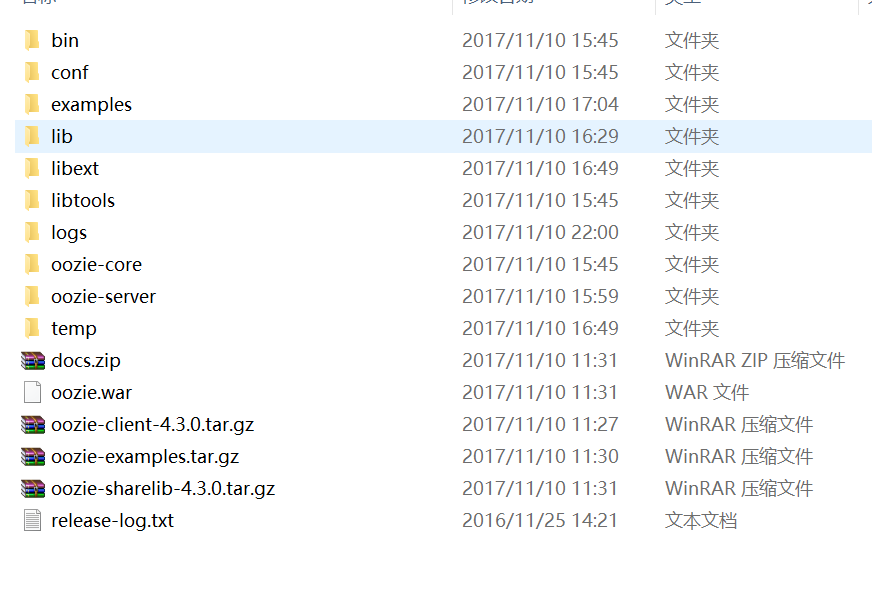 bin 2017/11/10 15:45 文件夹
conf 2017/11/10 15:45 文件夹
examples 2017/11/10 17:04 文件夹
lib 2017/11/10 16:29 文件夹
libext 2017/11/10 16:49 文件夹
libtools 2017/11/10 15:45 文件夹
logs 2017/11/10 22:00 文件夹
oozie-core 2017/11/10 15:45 文件夹
oozie-server 2017/11/10 15:59 文件夹
temp 2017/11/10 16:49 文件夹
docs.zip 2017/11/10 11:31 WinRAR ZIP 压缩文件
oozie.war 2017/11/10 11:31 WAR 文件
oozie-client-4.3.0.tar.gz 2017/11/10 11:27 WinRAR 压缩文件
oozie-examples.tar.gz 2017/11/10 11:30 WinRAR 压缩文件
oozie-sharelib-4.3.0.tar.gz 2017/11/10 11:31 WinRAR 压缩文件
release-log.txt 2016/11/25 14:21 文本文档